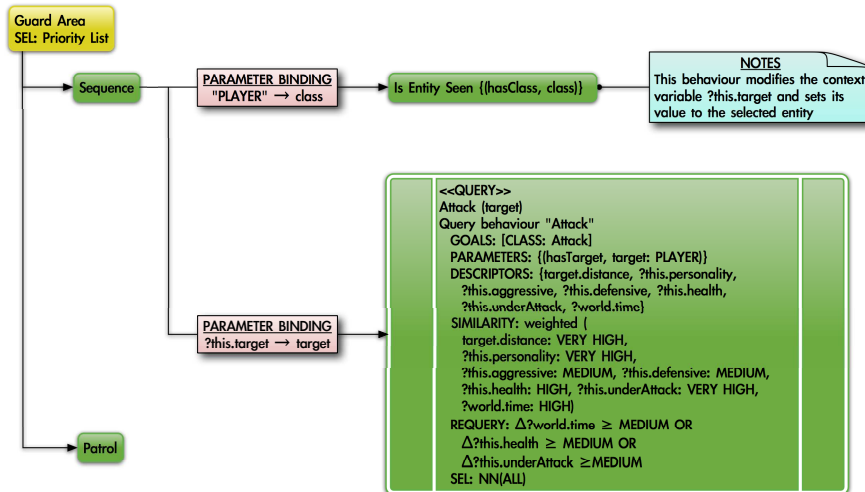 Guard Area
SEL: Priority List
Sequence
PARAMETER BINDING
"PLAYER" → class
Is Entity Seen {(hasClass, class)}
NOTES
This behaviour modifies the context
variable ?this.target and sets its
value to the selected entity
<<QUERY>>
Attack (target)
Query behaviour "Attack"
GOALS: [CLASS: Attack]
PARAMETERS: {(hasTarget, target: PLAYER)}
DESCRIPTORS: {target.distance, ?this.personality,
?this.aggressive, ?this.defensive, ?this.health,
?this.underAttack, ?world.time}
SIMILARITY: weighted (
target.distance: VERY HIGH,
?this.personality: VERY HIGH,
?this.aggressive: MEDIUM, ?this.defensive: MEDIUM,
?this.health: HIGH, ?this.underAttack: VERY HIGH,
?world.time: HIGH)
REQUERY: Δ?world.time ≥ MEDIUM OR
Δ?this.health ≥ MEDIUM OR
Δ?this.underAttack ≥MEDIUM
SEL: NN(ALL)
PARAMETER BINDING
?this.target → target
Patrol